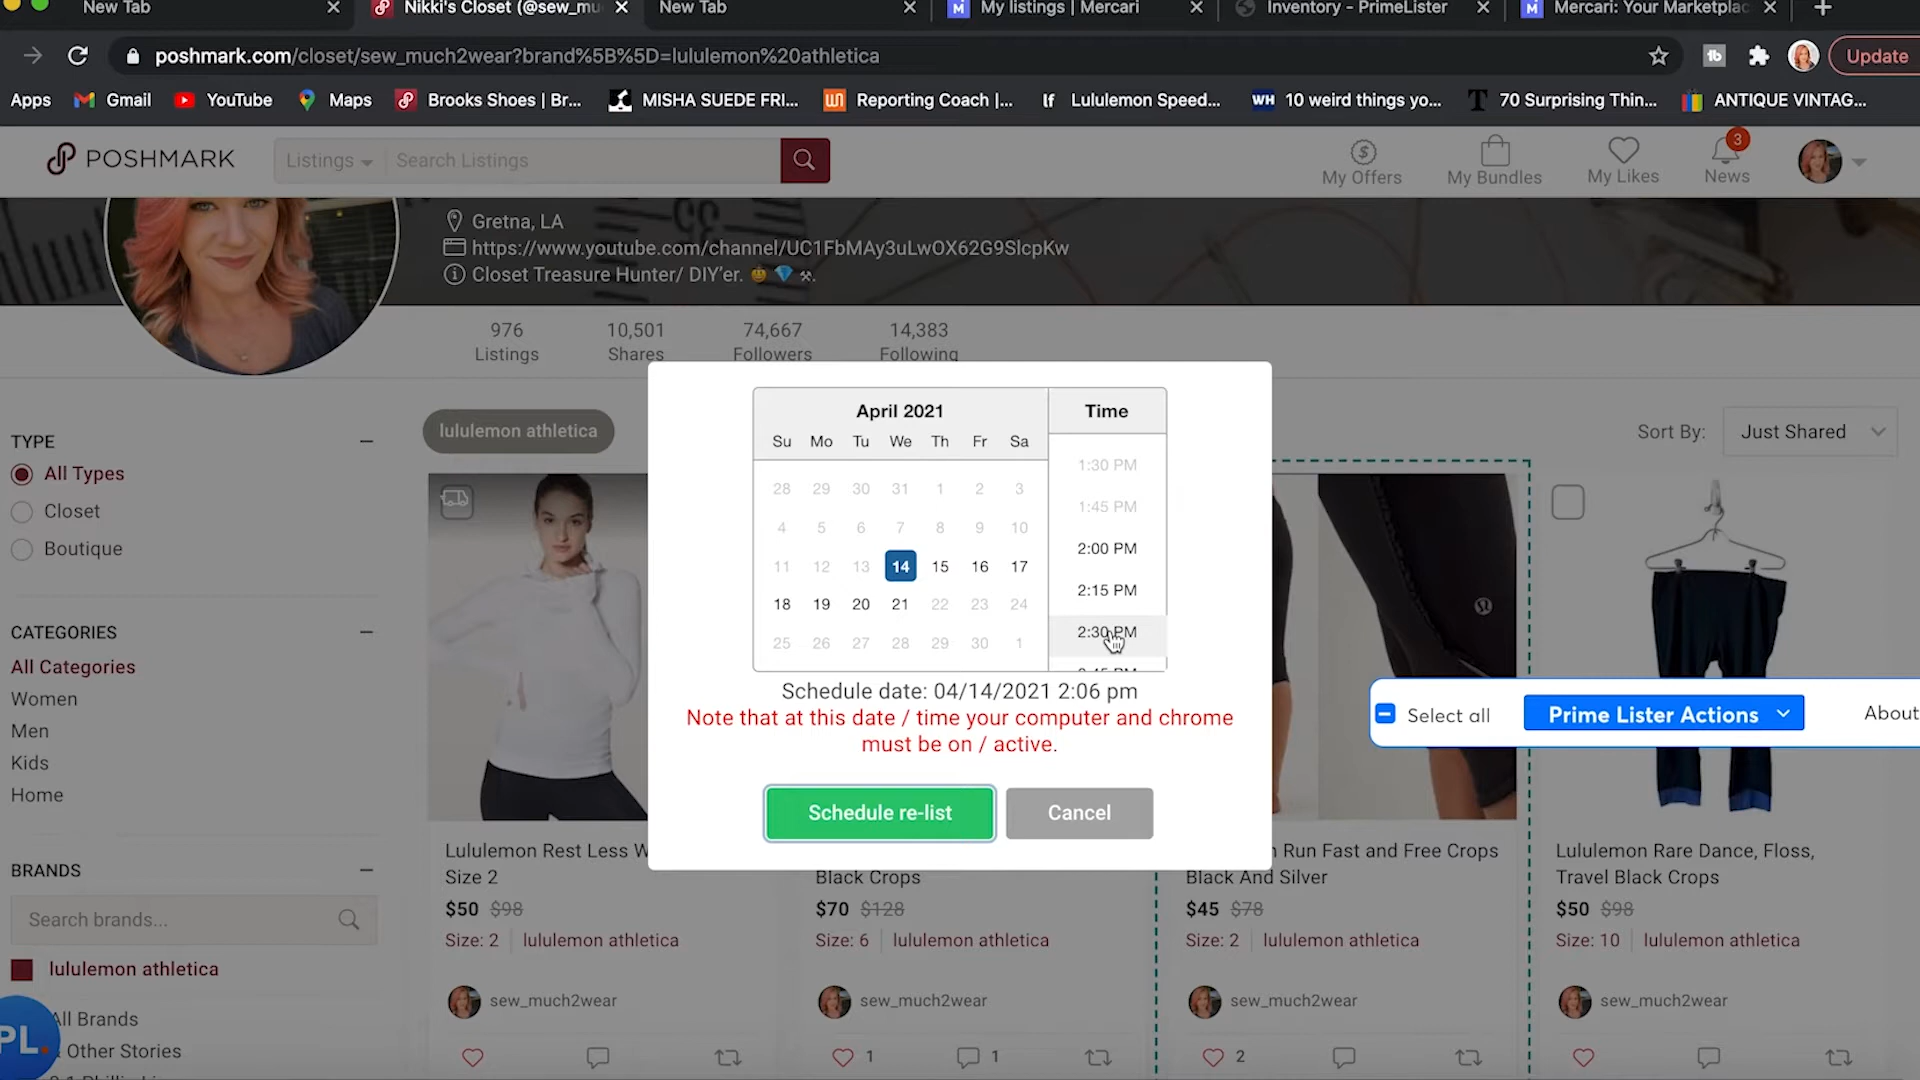 New Tab
Nikki's Closet (@sew_mu
New Tab
My listings | Mercari
Inventory - PrimeLister
Mercari: Your Marketplac
poshmark.com/closet/sew_much2wear?brand%5B%5D=lululemon%20athletica
Update
Apps
Gmail
YouTube
Maps
Brooks Shoes | Br...
MISHA SUEDE FRI...
Reporting Coach |...
Lululemon Speed...
10 weird things yo...
70 Surprising Thin...
ANTIQUE VINTAG...
POSHMARK
Listings
Search Listings
My Offers
My Bundles
My Likes
3
News
Gretna, LA
https://www.youtube.com/channel/UC1FbMAy3uLwOX62G9SlcpKw
Closet Treasure Hunter/ DIY'er.
976 10,501 74,667 14,383
Listings Shares Followers Following
TYPE
All Types
Closet
Boutique
CATEGORIES
All Categories
Women
Men
Kids
Home
BRANDS
Search brands...
lululemon athletica
All Brands
Other Stories
PL.
lululemon athletica
Sort By: Just Shared
April 2021
Su Mo Tu We Th Fr Sa
28 29 30 31 1 2 3
4 5 6 7 8 9 10
11 12 13 14 15 16 17
18 19 20 21 22 23 24
25 26 27 28 29 30 1
Time
1:30 PM
1:45 PM
2:00 PM
2:15 PM
2:30 PM
Schedule date: 04/14/2021 2:06 pm
Note that at this date / time your computer and chrome
must be on / active.
Schedule re-list
Cancel
Select all
Prime Lister Actions
About
Lululemon Rest Less W
Size 2
$50 $98
Size: 2 lululemon athletica
sew_much2wear
Black Crops
$70 $128
Size: 6 lululemon athletica
sew_much2wear
1 1
Run Fast and Free Crops
Black And Silver
$45 $78
Size: 2 lululemon athletica
sew_much2wear
2
Lululemon Rare Dance, Floss,
Travel Black Crops
$50 $98
Size: 10 lululemon athletica
sew_much2wear